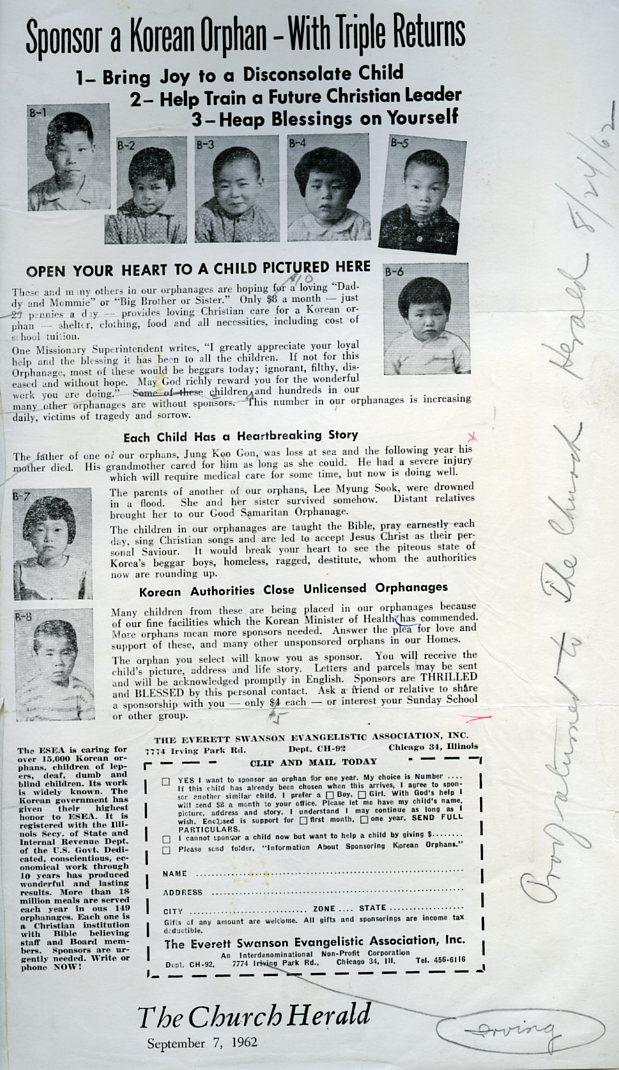 Sponsor a Korean Orphan – With Triple Returns
1– Bring Joy to a Disconsolate Child
2– Help Train a Future Christian Leader
3–Heap Blessings on Yourself
B-1
B-2
B-3
B-4
B-5
OPEN YOUR HEART TO A CHILD PICTURED HERE
B-6
10
These and many others in our orphanages are hoping for a loving “Dad-
dy and Mommie” or “Big Brother or Sister.” Only $8 a month — just
27 pennies a day — provides loving Christian care for a Korean or-
phan — shelter, clothing, food and all necessities, including cost of
school tuition.
One Missionary Superintendent writes, “I greatly appreciate your loyal
help and the blessing it has been to all the children. If not for this
Orphanage, most of these would be beggars today; ignorant, filthy, dis-
eased and without hope. May God richly reward you for the wonderful
work you are doing.” Some of these children and hundreds in our
many other orphanages are without sponsors. This number in our orphanages is increasing
daily, victims of tragedy and sorrow.
Each Child Has a Heartbreaking Story
The father of one of our orphans, Jung Koo Gon, was loss at sea and the following year his
mother died. His grandmother cared for him as long as she could. He had a severe injury
which will require medical care for some time, but now is doing well.
B-7
The parents of another of our orphans, Lee Myung Sook, were drowned
in a flood. She and her sister survived somehow. Distant relatives
brought her to our Good Samaritan Orphanage.
The children in our orphanages are taught the Bible, pray earnestly each
day, sing Christian songs and are led to accept Jesus Christ as their per-
sonal Saviour. It would break your heart to see the piteous state of
Korea's beggar boys, homeless, ragged, destitute, whom the authorities
now are rounding up.
Korean Authorities Close Unlicensed Orphanages
B-8
Many children from these are being placed in our orphanages because
of our fine facilities which the Korean Minister of Health has commended.
More orphans mean more sponsors needed. Answer the plea for love and
support of these, and many other unsponsored orphans in our Homes.
The orphan you select will know you as sponsor. You will receive the
child's picture, address and life story. Letters and parcels may be sent
and will be acknowledged promptly in English. Sponsors are THRILLED
and BLESSED by this personal contact. Ask a friend or relative to share
a sponsorship with you — only $4 each — or interest your Sunday School
or other group.
5
The ESEA is caring for
over 15,000 Korean or-
phans, children of lep-
ers, deaf, dumb and
blind children. Its work
is widely known. The
Korean government has
given their highest
honor to ESEA. It is
registered with the Illi-
nois Secy. of State and
Internal Revenue Dept.
of the U.S. Govt. Dedi-
cated, conscientious, ec-
onomical work through
10 years has produced
wonderful and lasting
results. More than 18
million meals are served
each year in ous 149
orphanages. Each one is
a Christian institution
with Bible believing
staff and Board mem-
bers. Sponsors are ur-
gently needed. Write or
phone NOW!
THE EVERETT SWANSON EVANGELISTIC ASSOCIATION, INC.
7774 Irving Park Rd. Dept. CH-92 Chicago 34, Illinois
CLIP AND MAIL TODAY
YES I want to sponsor an orphan for one year. My choice is Number ....
If this child has already been chosen when this arrives, I agree to spon-
sor another similar child. I prefer a Boy. Girl. With God's help I
will send $8 a month to your office. Please let me have my child's name,
picture, address and story. I understand I may continue as long as I
wish. Enclosed is support for first month, one year. SEND FULL
PARTICULARS.
I cannot sponsor a child now but want to help a child by giving $........
Please send folder, “Information About Sponsoring Korean Orphans.”
NAME
ADDRESS
CITY ZONE .... STATE
Gifts of any amount are welcome. All gifts and sponsorings are income tax
deductible.
The Everett Swanson Evangelistic Association, Inc.
An Interdenominational Non-Profit Corporation
Dept. CH-92, 7774 Irving Park Rd., Chicago 34, Ill. Tel. 456-6116
Irving
The Church Herald
September 7, 1962
Proof returned to The Church Herald 8/24/62